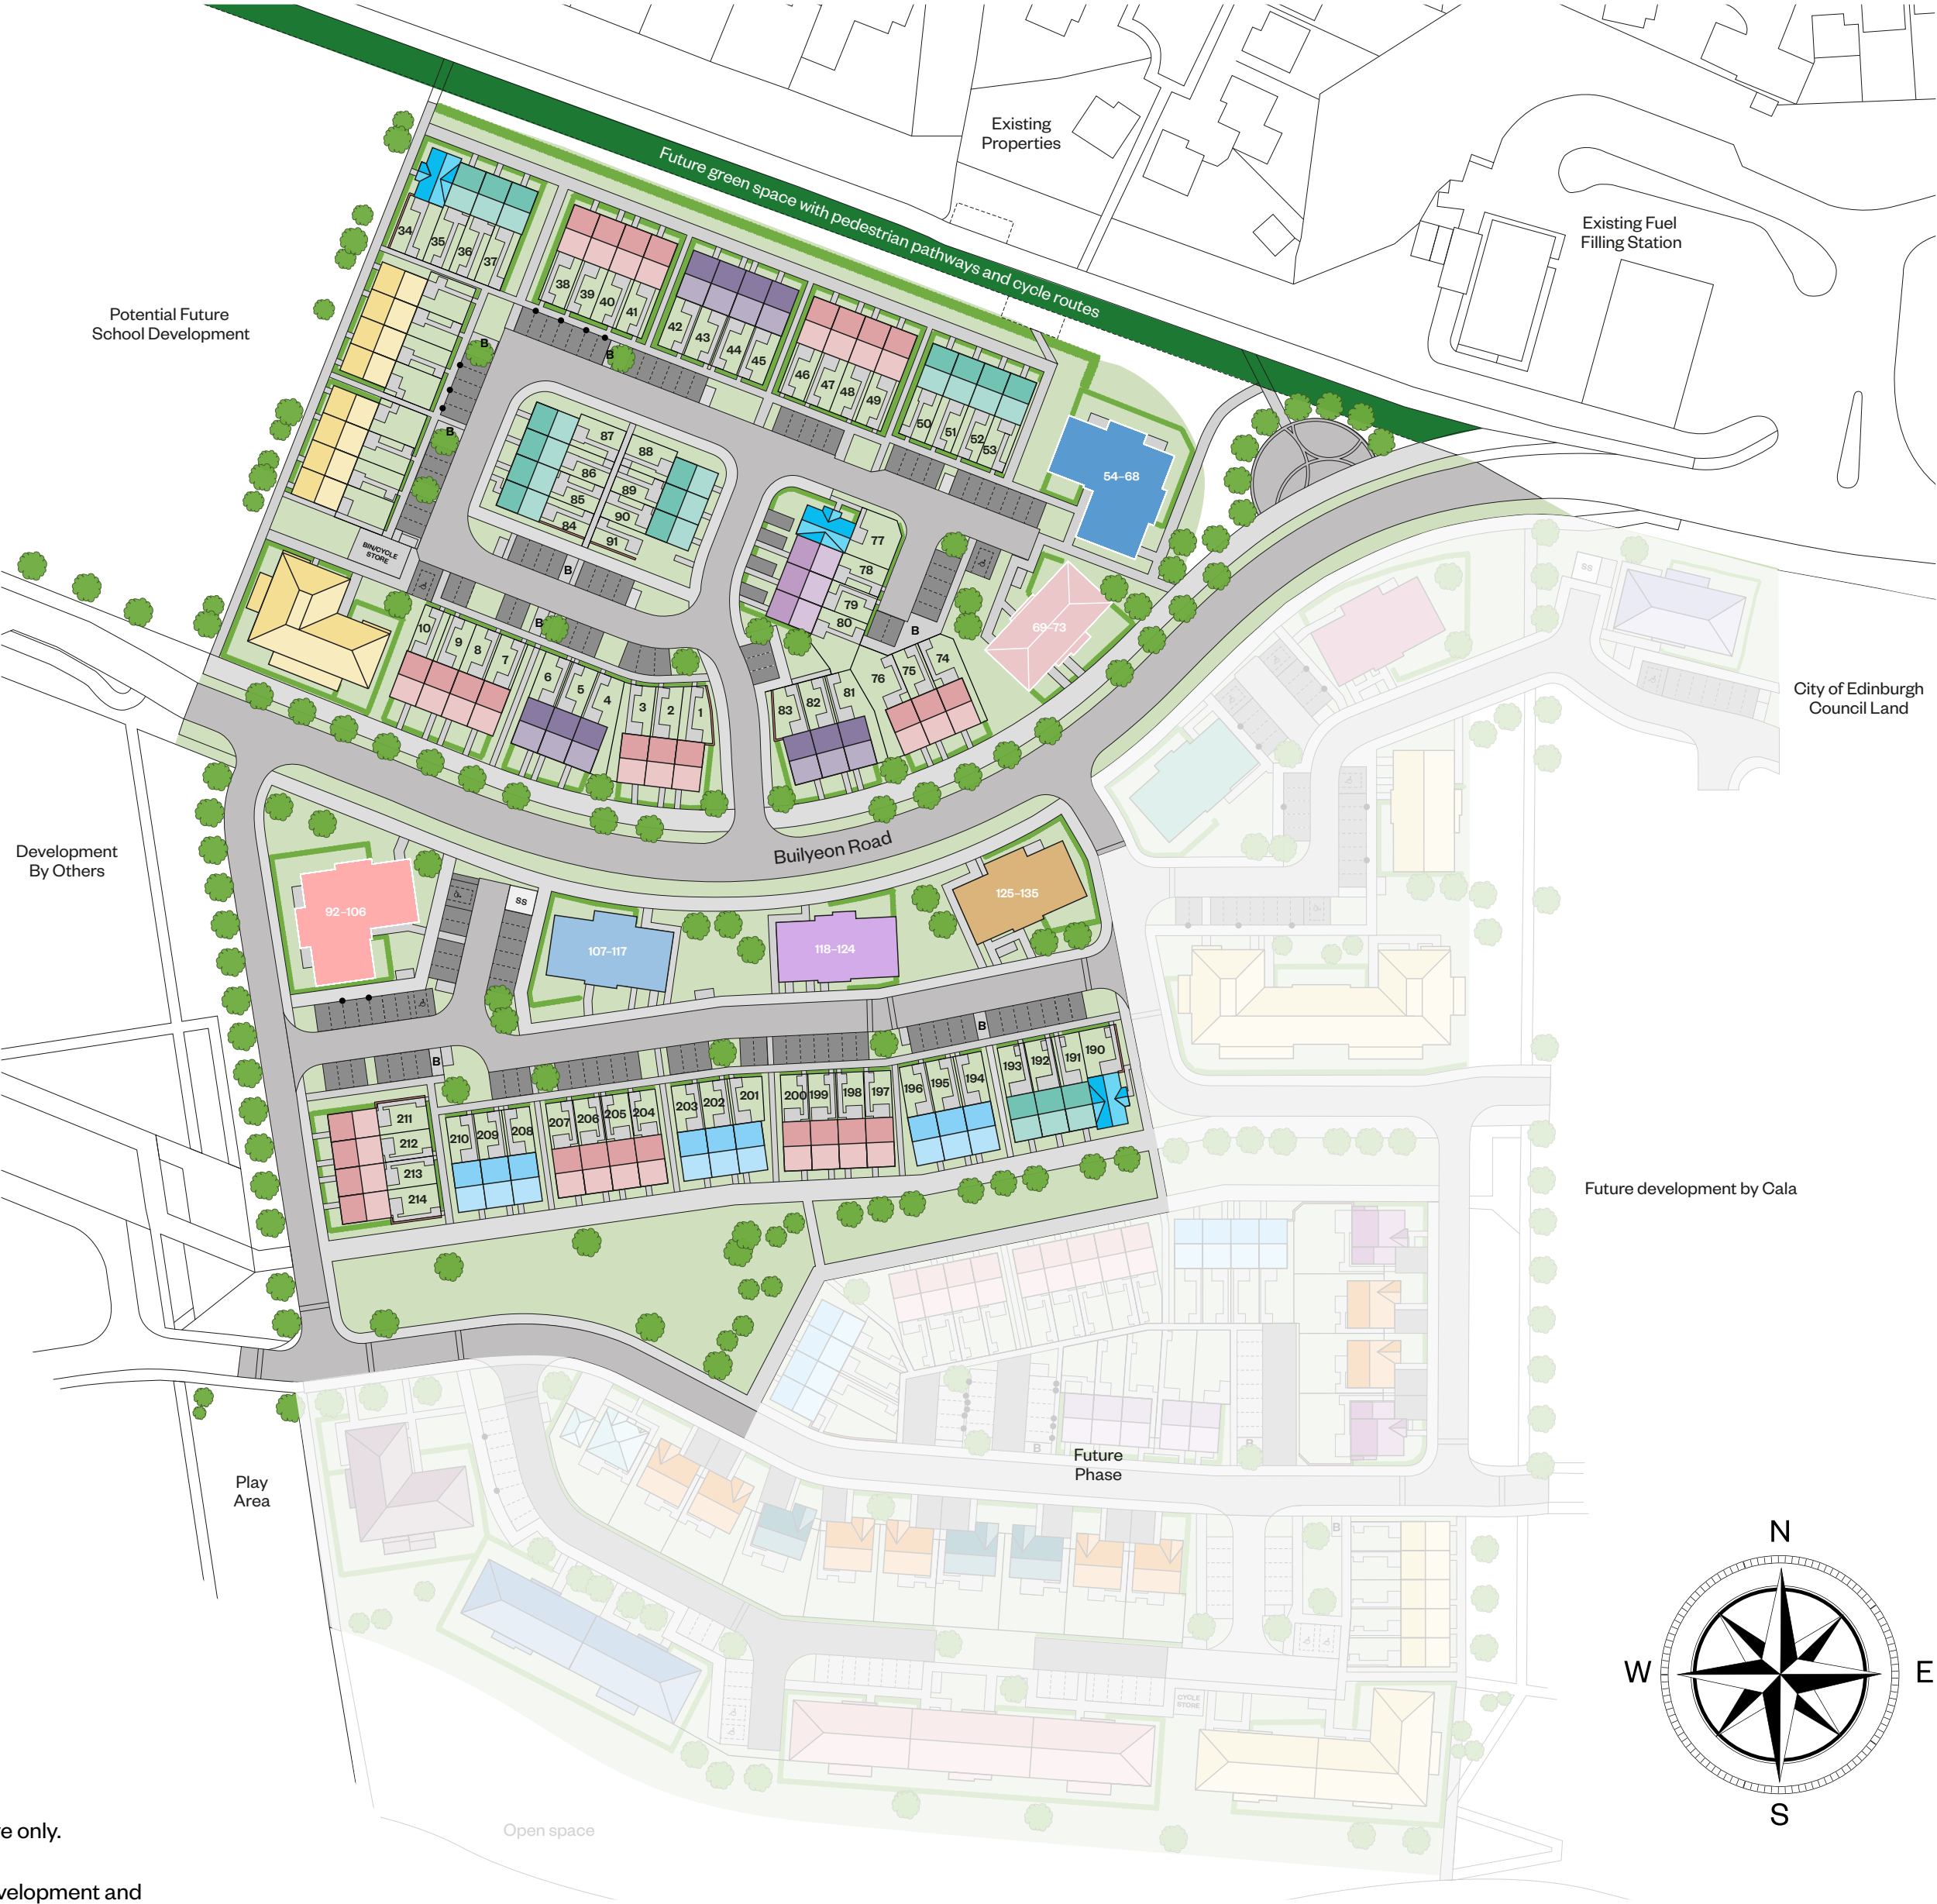 Future green space with pedestrian pathways and cycle routes
Existing
Properties
Existing Fuel
Filling Station
Potential Future
School Development
34
35
36
37
38
39
40
41
42
43
44
45
46
47
48
49
50
51
52
53
54–68
B
B
B
87
88
86
89
85
90
84
91
B
BIN/CYCLE
STORE
77
78
79
80
B
69–73
10
9
8
7
B
6
5
4
3
2
1
83
82
81
76
75
74
City of Edinburgh
Council Land
SS
Builyeon Road
Development
By Others
92–106
SS
107–117
118–124
125–135
B
B
211
212
213
214
210
209
208
207
206
205
204
203
202
201
200
199
198
197
196
195
194
193
192
191
190
Future development by Cala
B
B
Future
Phase
Play
Area
B
CYCLE
STORE
Open space
N
W
E
S
e only.
velopment and